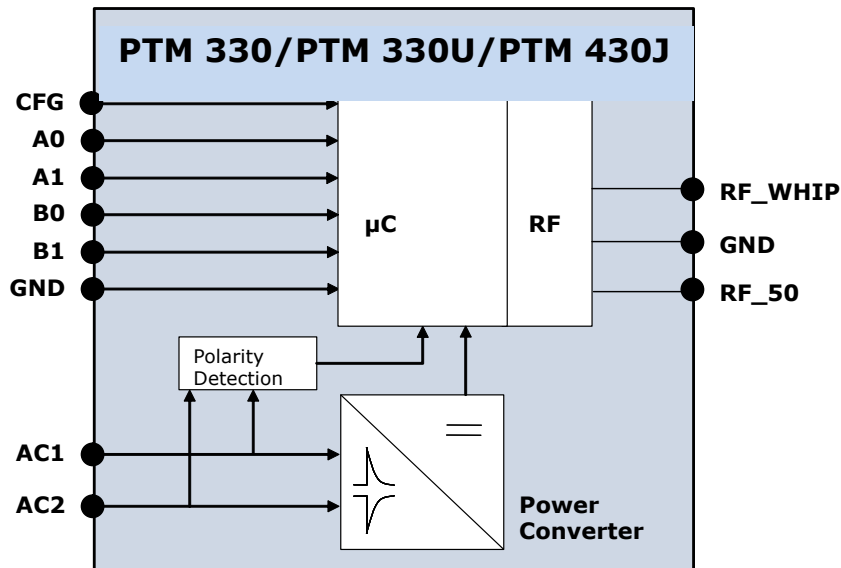 PTM 330/PTM 330U/PTM 430J
CFG
A0
A1
B0
B1
GND
µC
RF
RF_WHIP
GND
RF_50
Polarity
Detection
AC1
AC2
Power
Converter